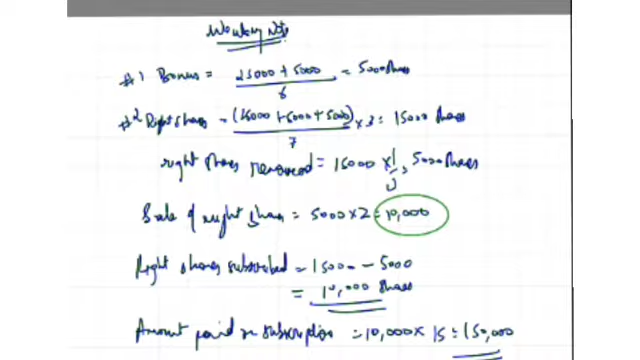 Working Note
#1 Bonus = 25000 + 5000 / 6 = 5000 shares
#2 Right shares = (25000 + 5000 + 5000) / 7 × 3 = 15000 shares
right shares renounced = 15000 × 1/3 = 5000 shares
Sale of right shares = 5000 × 2 = 10,000
Right shares subscribed = 15000 - 5000
= 10,000 shares
Amount paid on subscription = 10,000 × 15 = 150,000